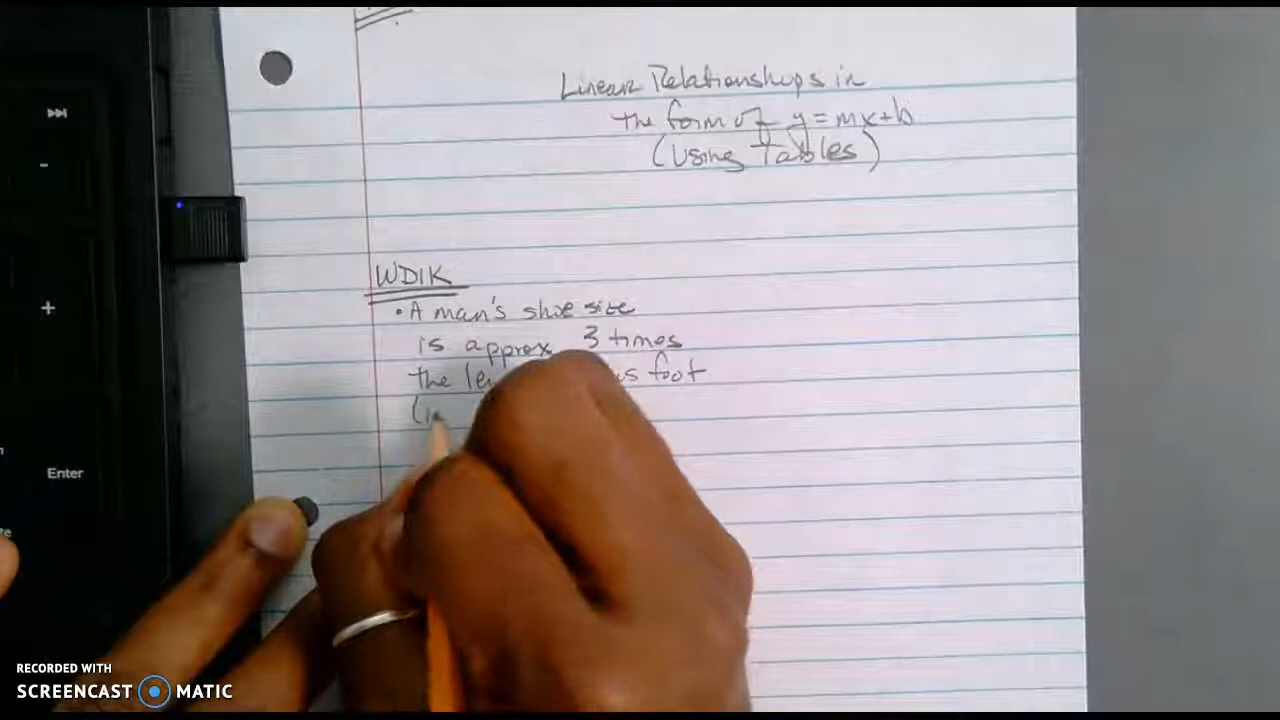 Linear Relationships in
the form of y=mx+b
(Using Tables)
WDIK
• A man's shoe size
is approx 3 times
the foot
(i
Enter
RECORDED WITH
SCREENCAST MATIC